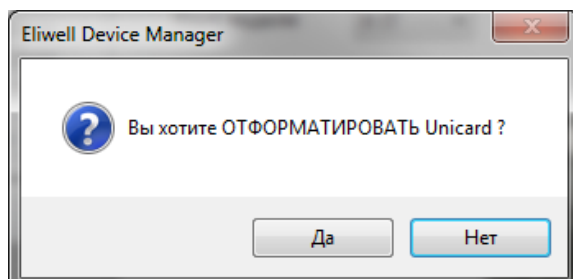 Eliwell Device Manager
Вы хотите ОТФОРМАТИРОВАТЬ Unicard ?
Да
Нет